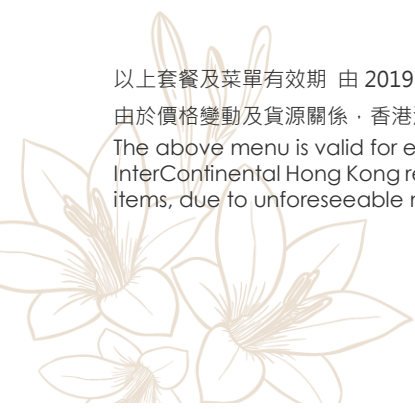 以上套餐及菜單有效期 由 2019
由於價格變動及貨源關係，香港
The above menu is valid for e
InterContinental Hong Kong re
items, due to unforeseeable